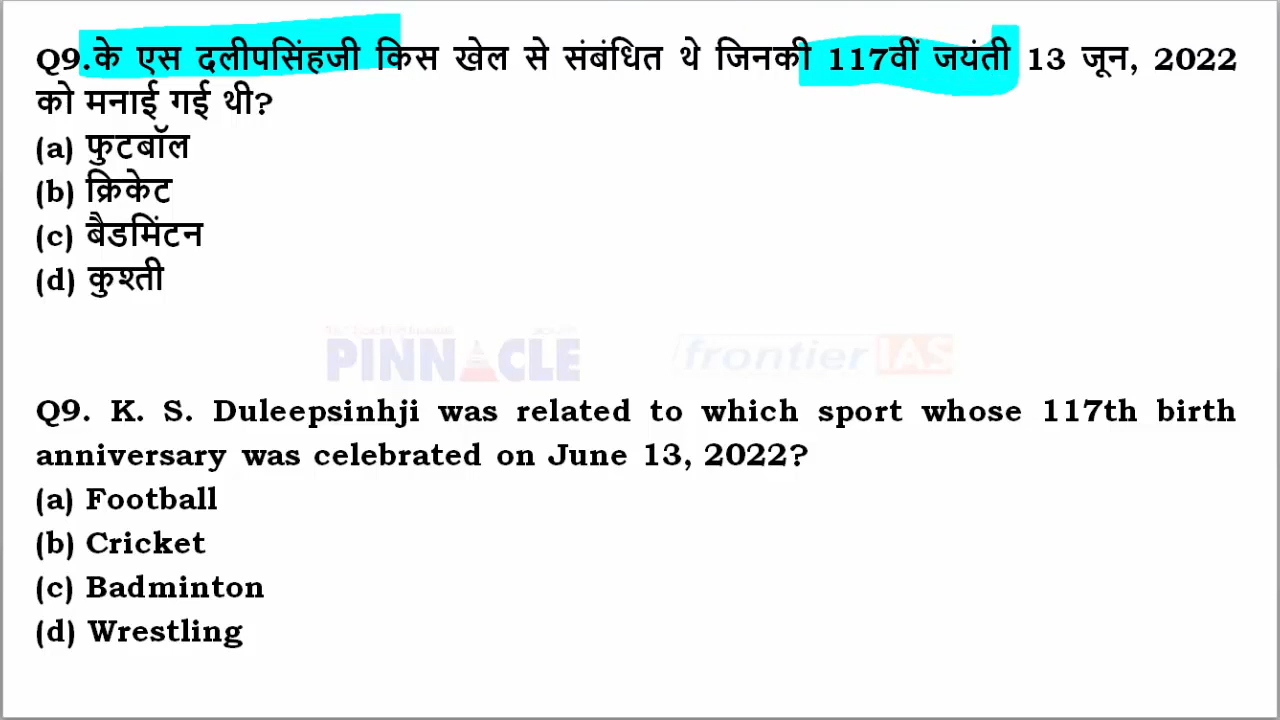 Q9.के एस दलीपसिंहजी किस खेल से संबंधित थे जिनकी 117वीं जयंती 13 जून, 2022
को मनाई गई थी?
(a) फुटबॉल
(b) क्रिकेट
(c) बैडमिंटन
(d) कुश्ती
PINNACLE frontier IAS
Q9. K. S. Duleepsinhji was related to which sport whose 117th birth
anniversary was celebrated on June 13, 2022?
(a) Football
(b) Cricket
(c) Badminton
(d) Wrestling